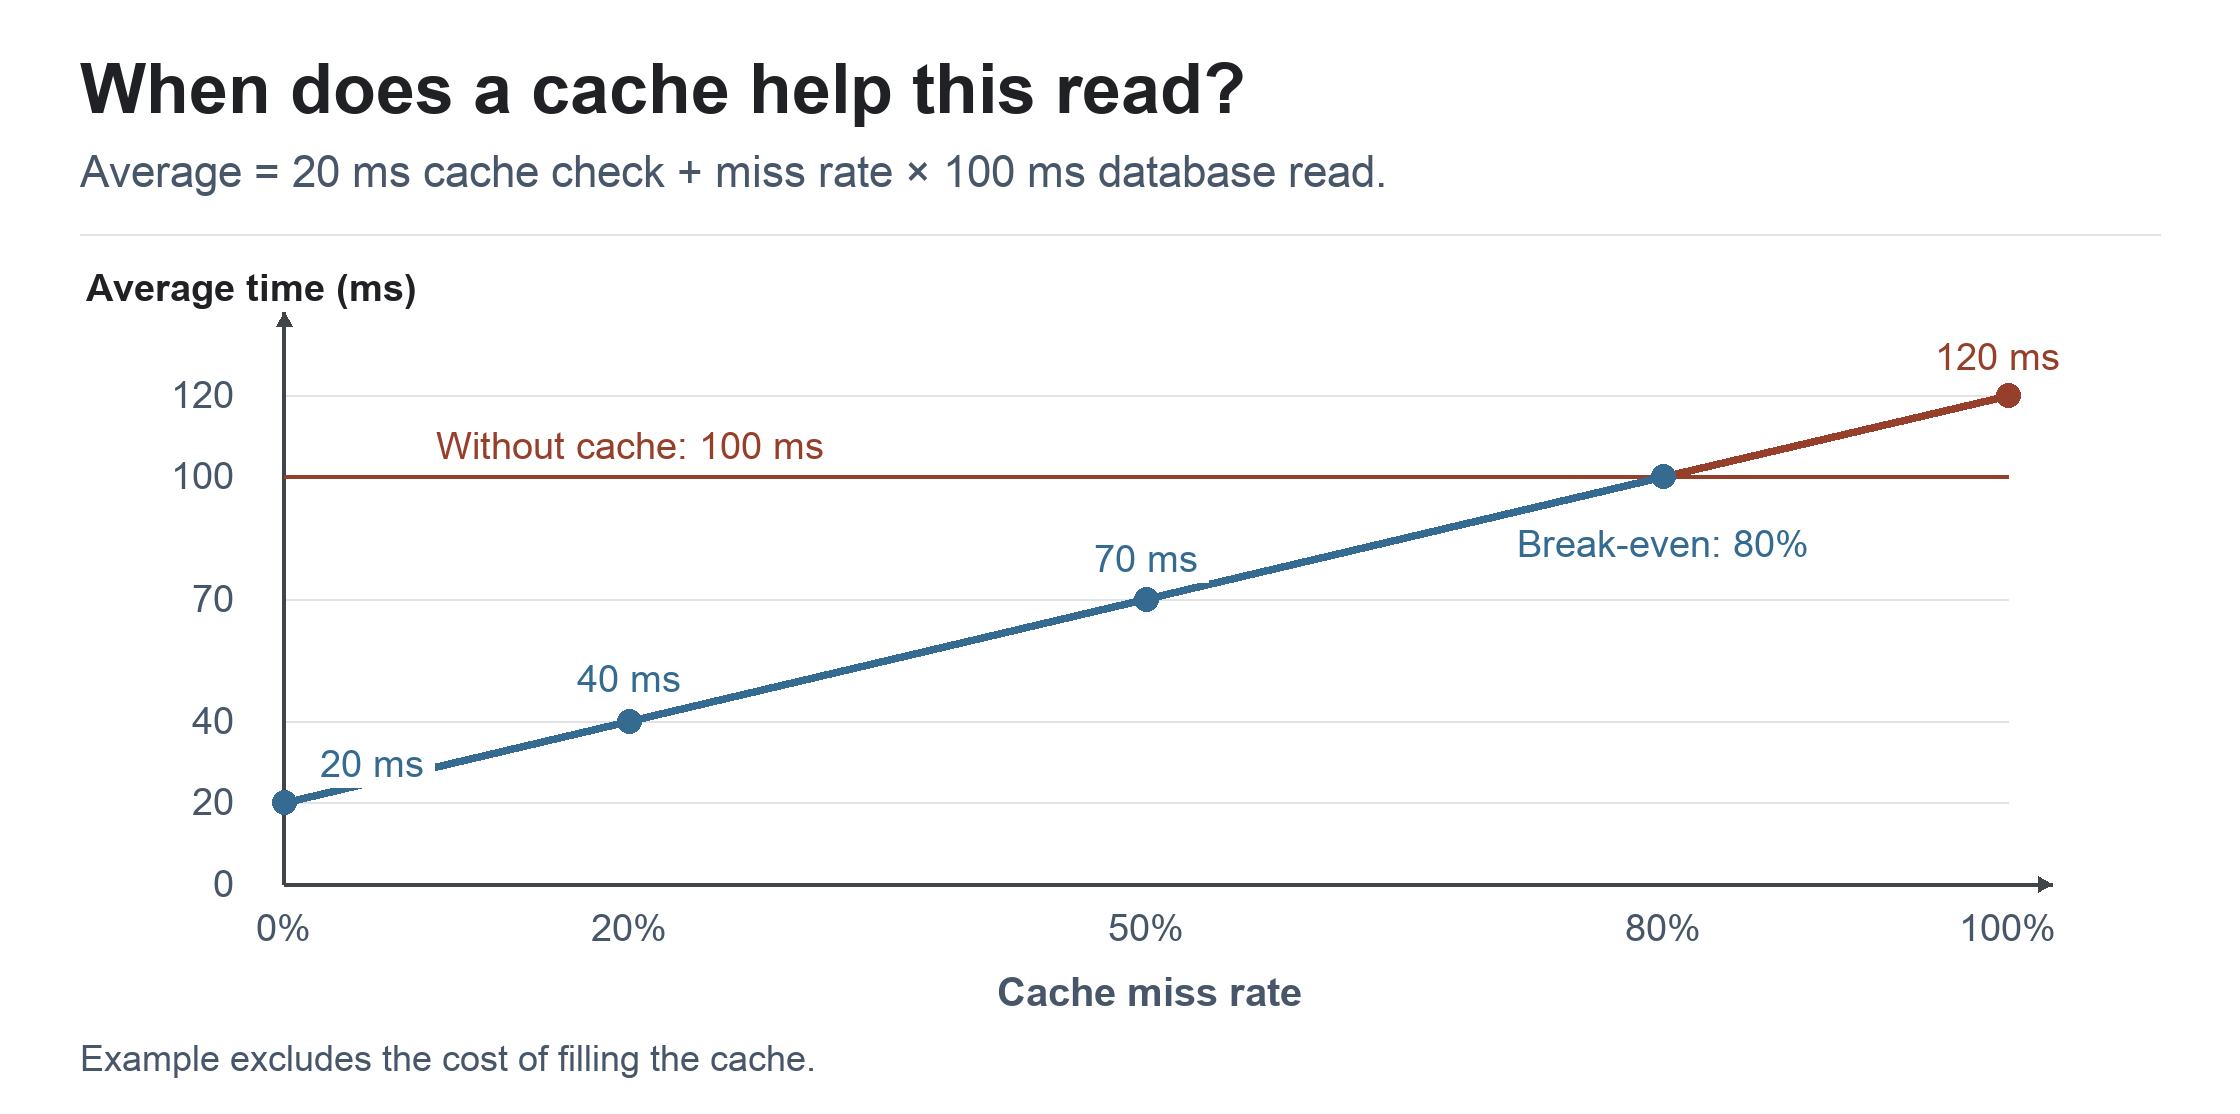 When does a cache help this read?
Average = 20 ms cache check + miss rate × 100 ms database read.
Average time (ms)
120 ms
120
Without cache: 100 ms
100
Break-even: 80%
70 ms
70
40 ms
40
20 ms
20
0
0% 20% 50% 80% 100%
Cache miss rate
Example excludes the cost of filling the cache.